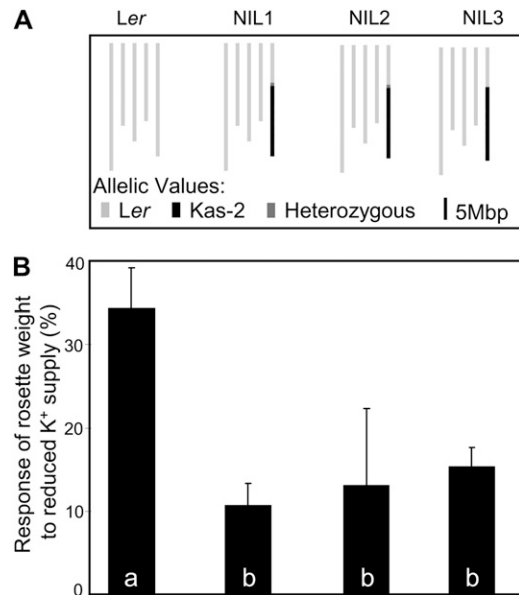 A
Ler NIL1 NIL2 NIL3
Allelic Values:
Ler Kas-2 Heterozygous 5Mbp
B
Response of rosette weight
to reduced K⁺ supply (%)
40
30
20
10
0
a b b b